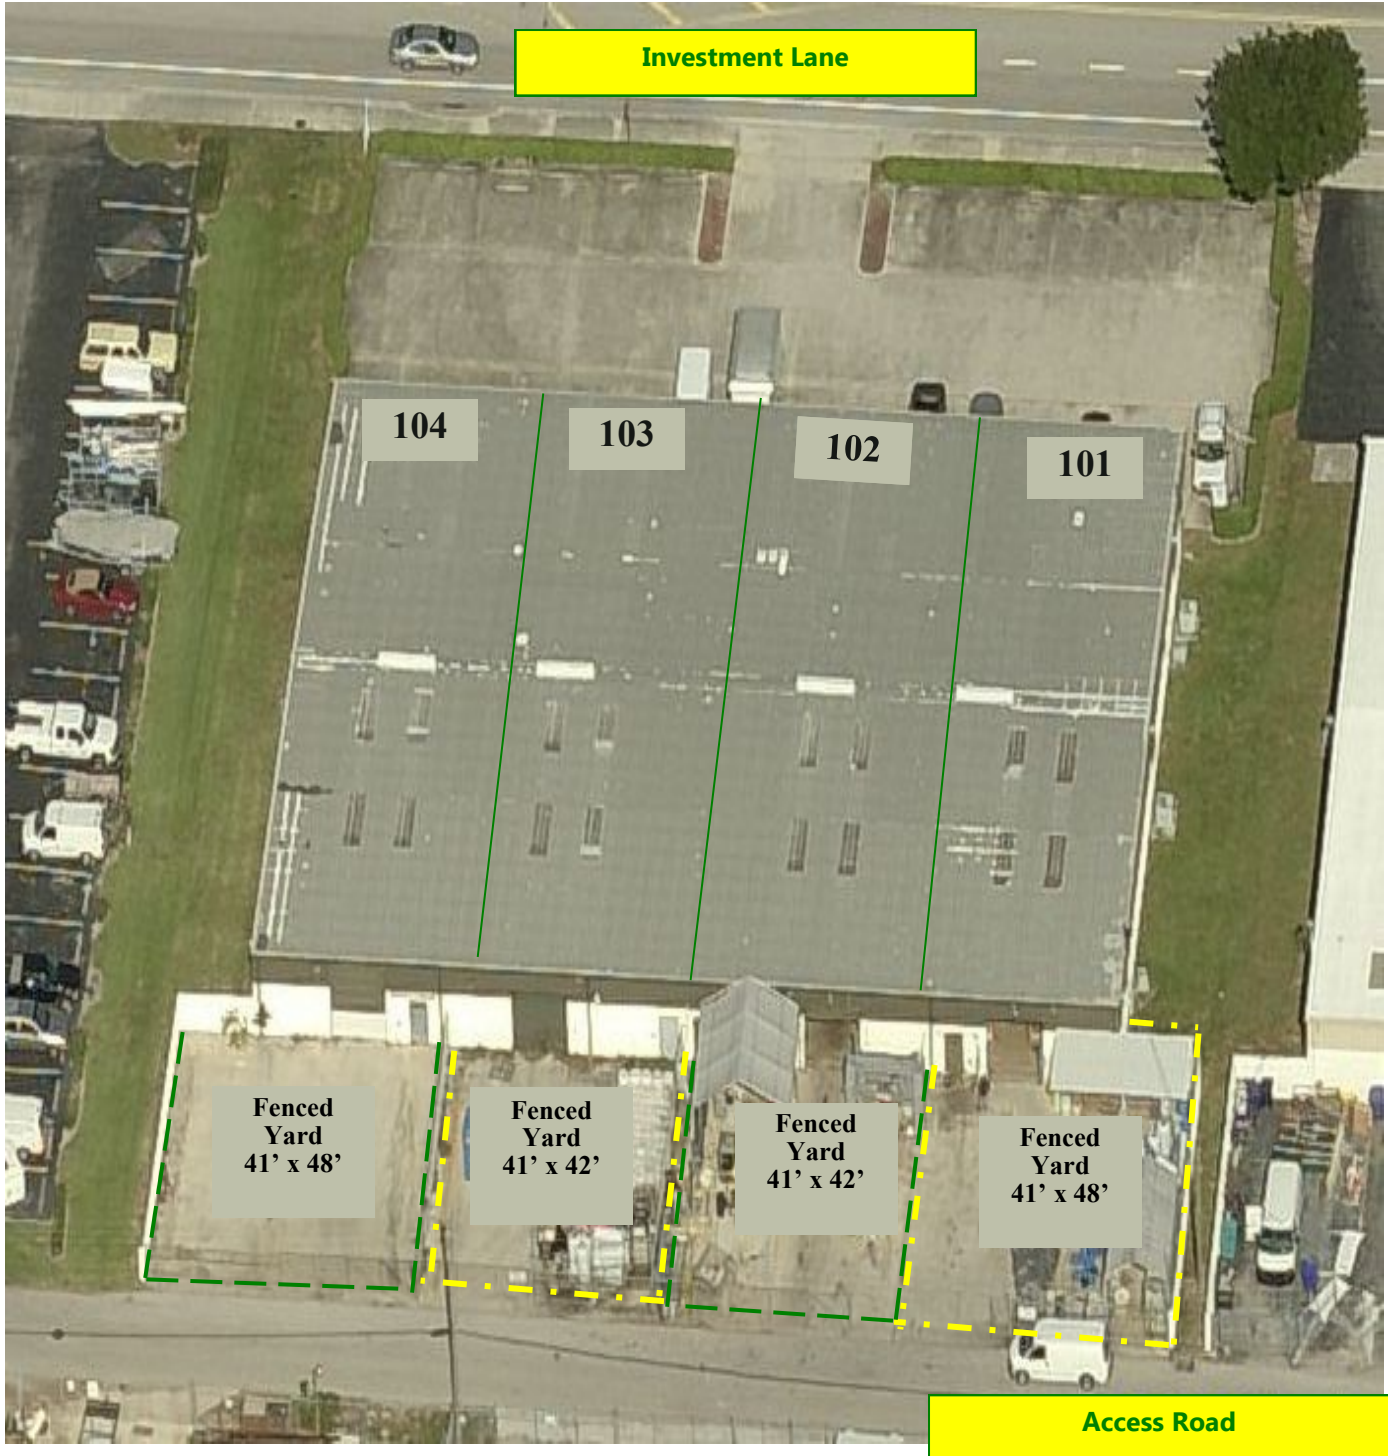 Investment Lane
104
103
102
101
Fenced
Yard
41’ x 48’
Fenced
Yard
41’ x 42’
Fenced
Yard
41’ x 42’
Fenced
Yard
41’ x 48’
Access Road